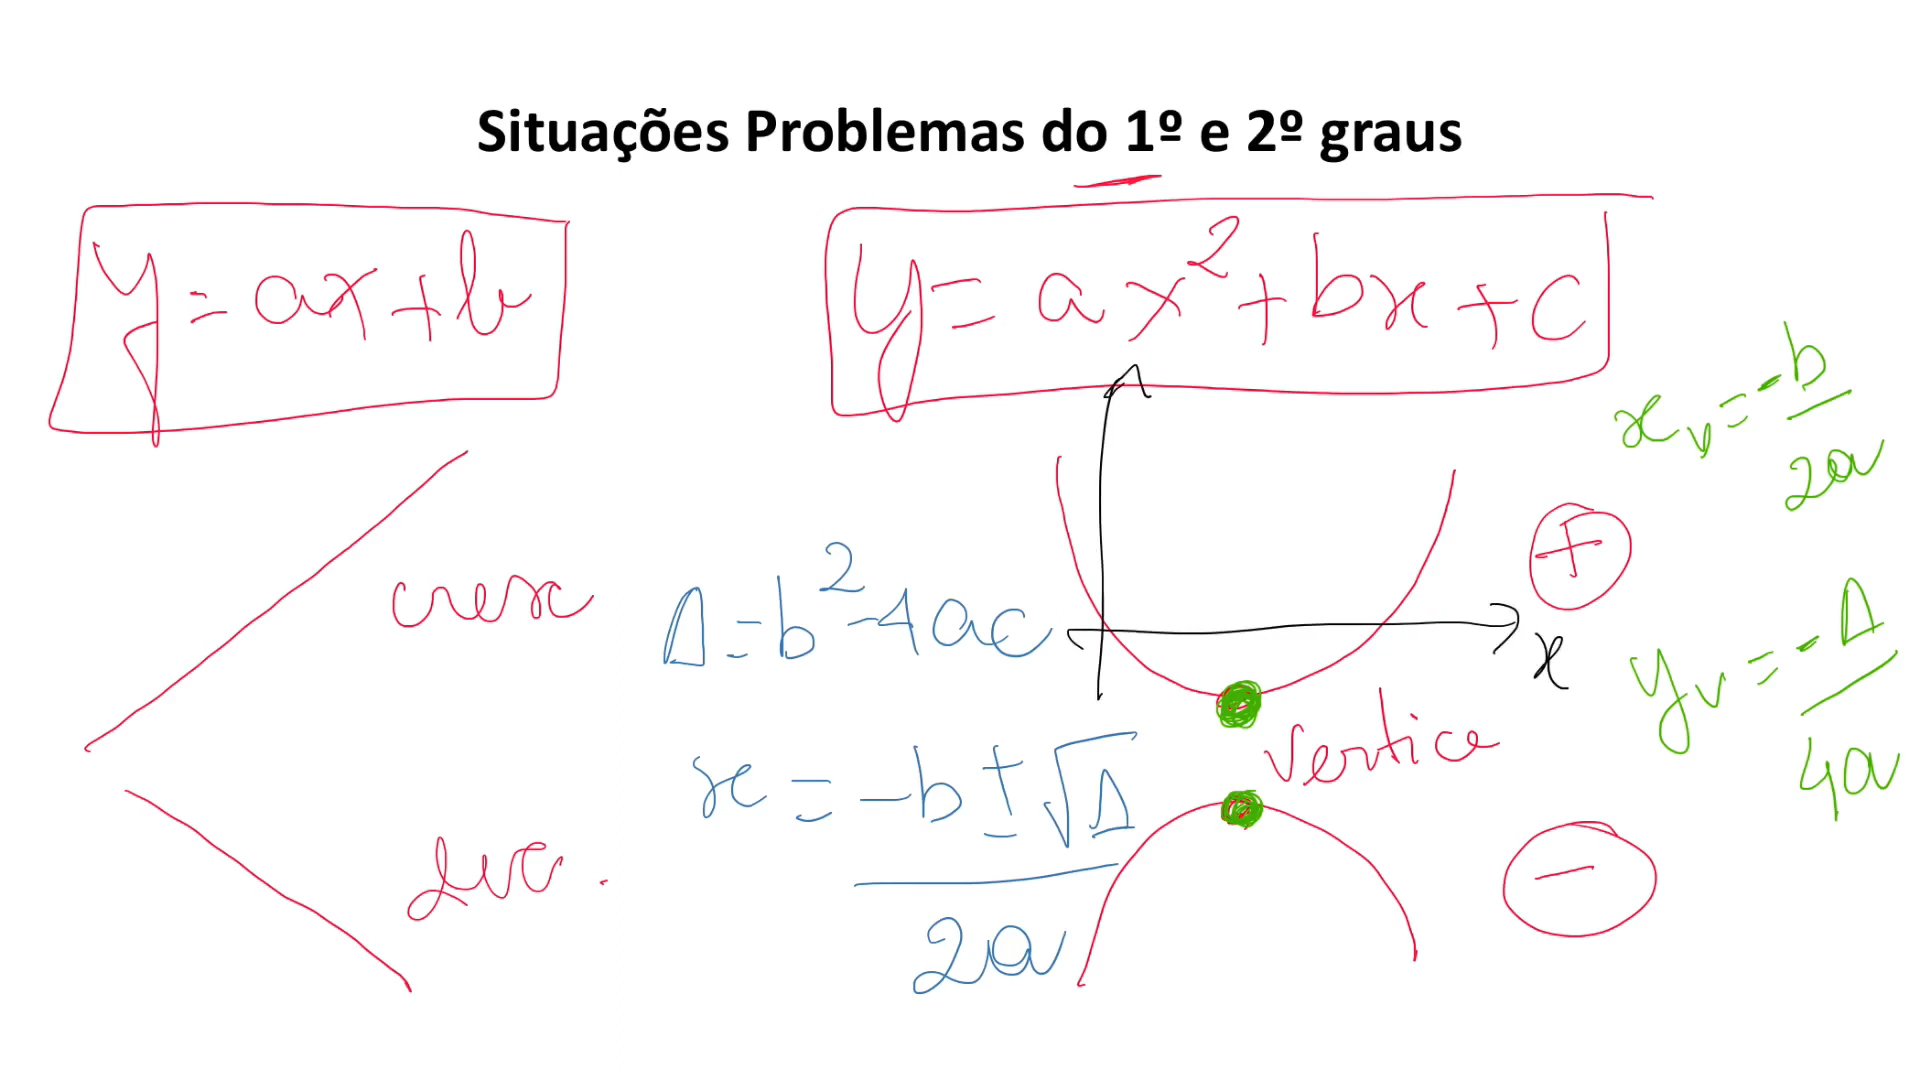 Situações Problemas do 1º e 2º graus
y = ax + b
y = ax² + bx + c
xᵥ = -b/2a
cresc
Δ = b² - 4ac
+
x
yᵥ = -Δ/4a
vertice
x = -b ± √Δ / 2a
decr.
-